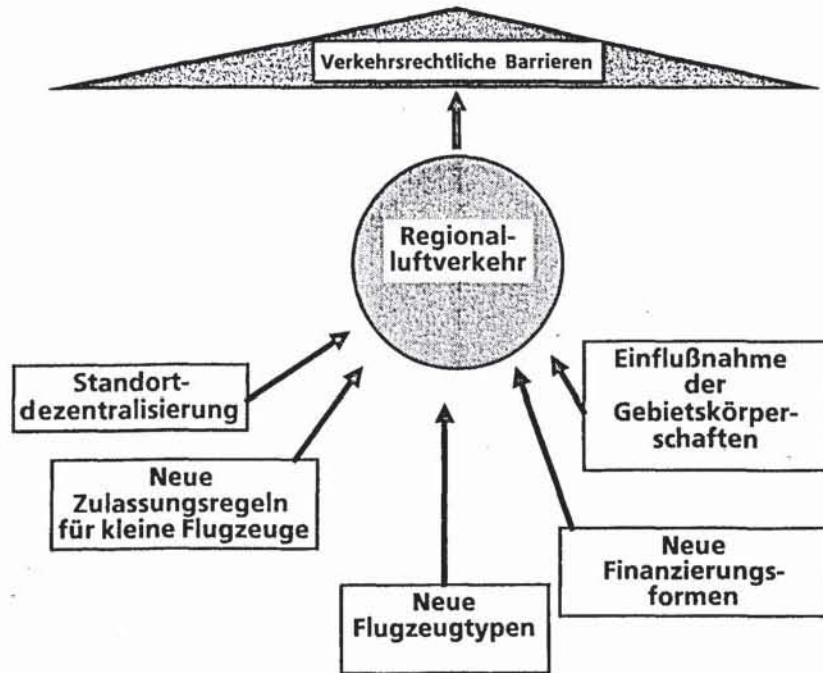 Verkehrsrechtliche Barrieren
Regional-
luftverkehr
Standort-
dezentralisierung
Neue
Zulassungsregeln
für kleine Flugzeuge
Neue
Flugzeugtypen
Neue
Finanzierungs-
formen
Einflußnahme
der
Gebietskörper-
schaften